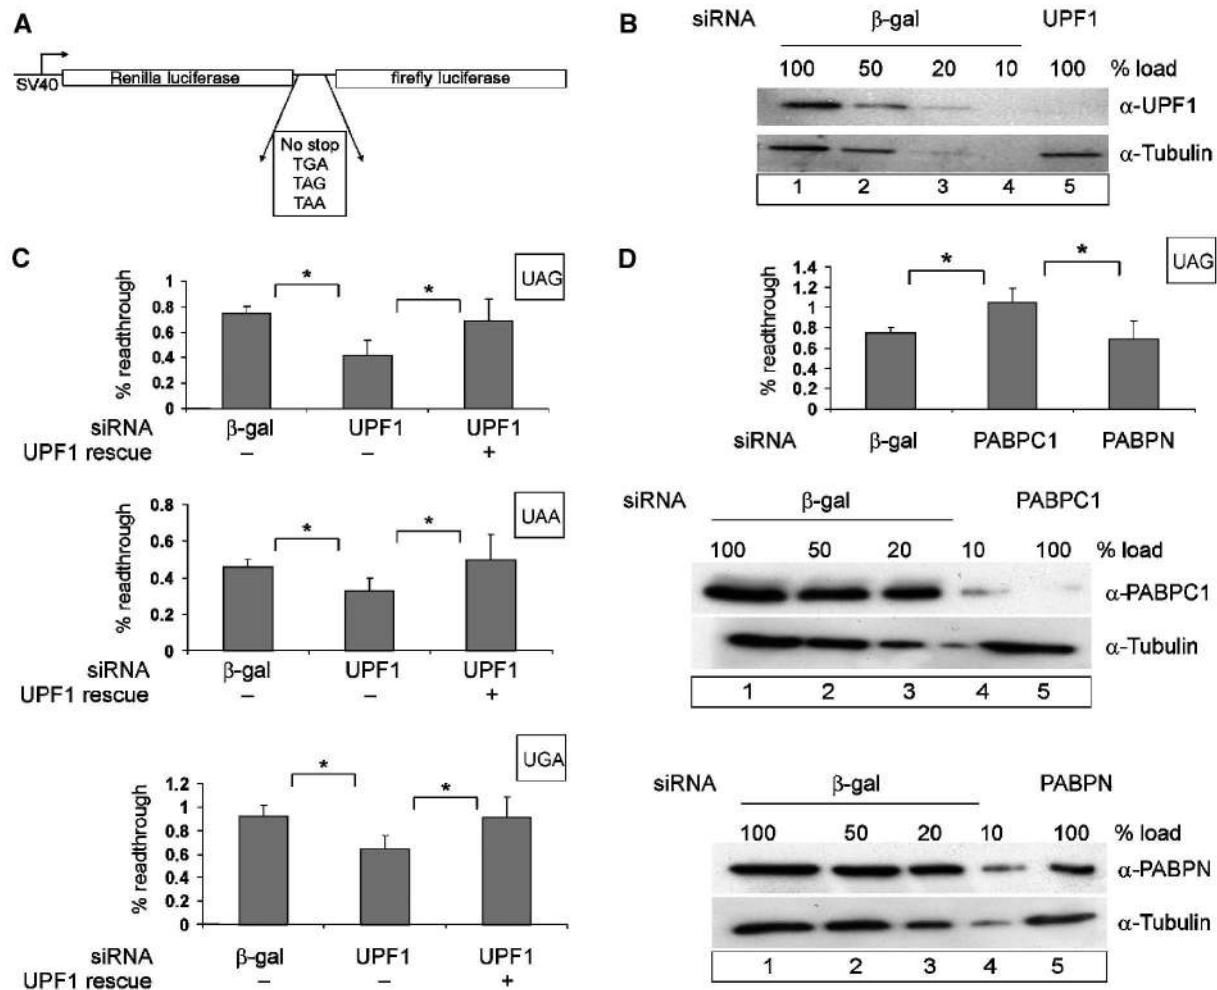 A
SV40
Renilla luciferase
firefly luciferase
No stop
TGA
TAG
TAA
B
siRNA β-gal UPF1
100 50 20 10 100 % load
α-UPF1
α-Tubulin
1 2 3 4 5
C
UAG
% readthrough
1
0.8
0.6
0.4
0.2
0
* *
siRNA β-gal UPF1 UPF1
UPF1 rescue – – +
UAA
% readthrough
0.8
0.6
0.4
0.2
0
* *
siRNA β-gal UPF1 UPF1
UPF1 rescue – – +
UGA
% readthrough
1.2
1
0.8
0.6
0.4
0.2
0
* *
siRNA β-gal UPF1 UPF1
UPF1 rescue – – +
D
UAG
% readthrough
1.4
1.2
1.0
0.8
0.6
0.4
0.2
0
* *
siRNA β-gal PABPC1 PABPN
siRNA β-gal PABPC1
100 50 20 10 100 % load
α-PABPC1
α-Tubulin
1 2 3 4 5
siRNA β-gal PABPN
100 50 20 10 100 % load
α-PABPN
α-Tubulin
1 2 3 4 5